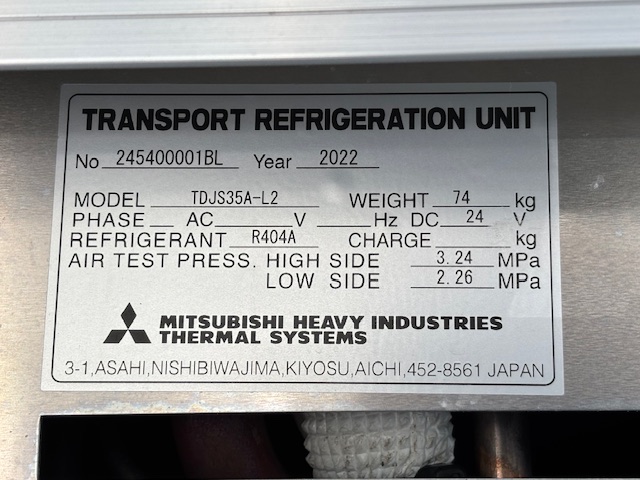 TRANSPORT REFRIGERATION UNIT
No 245400001BL Year 2022
MODEL TDJS35A-L2 WEIGHT 74 kg
PHASE AC V Hz DC 24 V
REFRIGERANT R404A CHARGE kg
AIR TEST PRESS. HIGH SIDE 3.24 MPa
LOW SIDE 2.26 MPa
MITSUBISHI HEAVY INDUSTRIES
THERMAL SYSTEMS
3-1,ASAHI,NISHIBIWAJIMA,KIYOSU,AICHI,452-8561 JAPAN